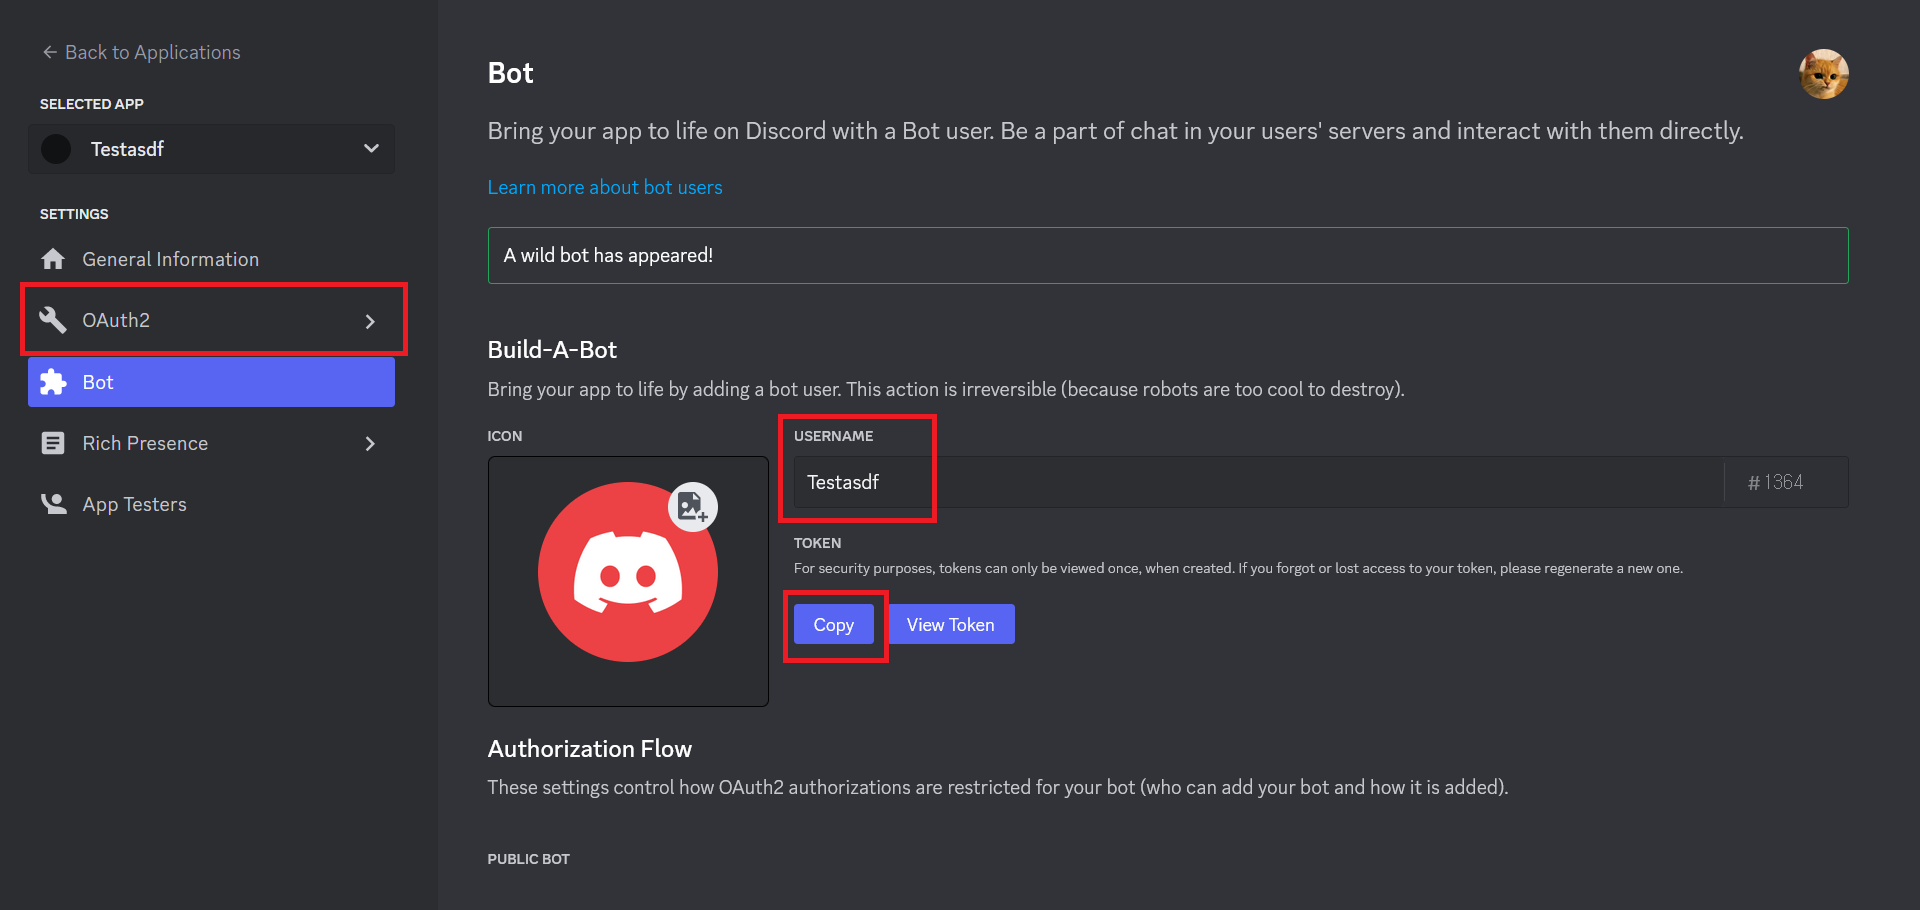 Back to Applications
SELECTED APP
Testasdf
SETTINGS
General Information
OAuth2
Bot
Rich Presence
App Testers
Bot
Bring your app to life on Discord with a Bot user. Be a part of chat in your users' servers and interact with them directly.
Learn more about bot users
A wild bot has appeared!
Build-A-Bot
Bring your app to life by adding a bot user. This action is irreversible (because robots are too cool to destroy).
ICON
USERNAME
Testasdf
#1364
TOKEN
For security purposes, tokens can only be viewed once, when created. If you forgot or lost access to your token, please regenerate a new one.
Copy
View Token
Authorization Flow
These settings control how OAuth2 authorizations are restricted for your bot (who can add your bot and how it is added).
PUBLIC BOT